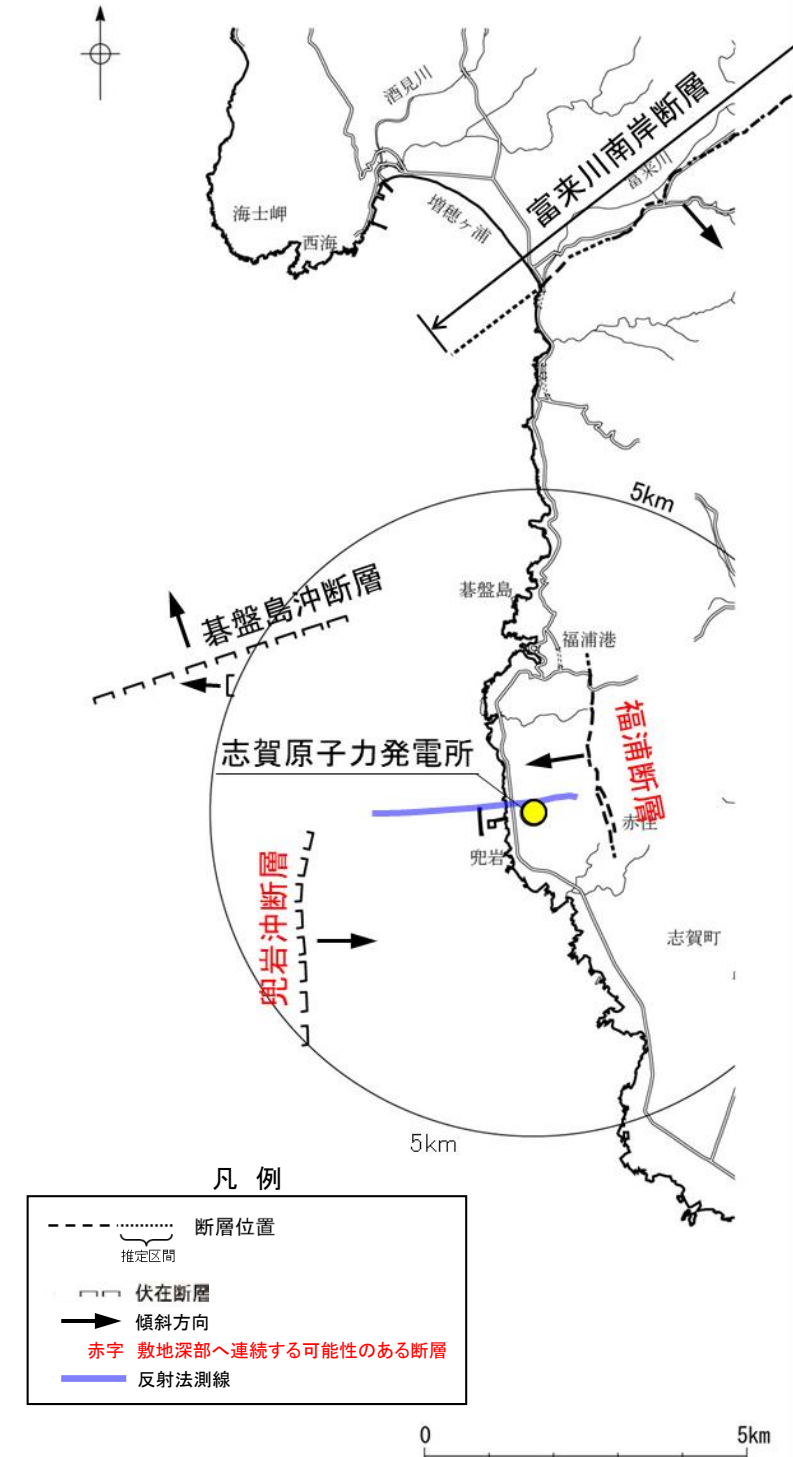 酒見川
富来川南岸断層
富来川
海士岬
増穂ヶ浦
西海
5km
碁盤島沖断層
碁盤島
福浦港
志賀原子力発電所
福浦断層
赤住
兜岩
兜岩沖断層
志賀町
5km
凡 例
断層位置
推定区間
伏在断層
傾斜方向
赤字 敷地深部へ連続する可能性のある断層
反射法測線
0 5km